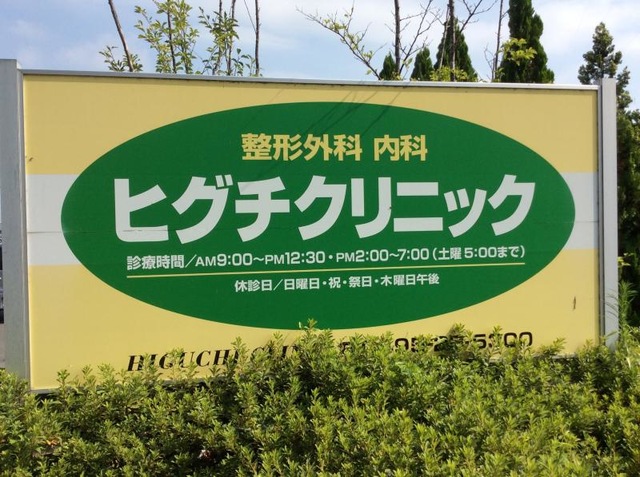 整形外科 内科
ヒグチクリニック
診療時間/AM9:00~PM12:30・PM2:00~7:00(土曜5:00まで)
休診日/日曜日・祝・祭日・木曜日午後
HIGUCHI